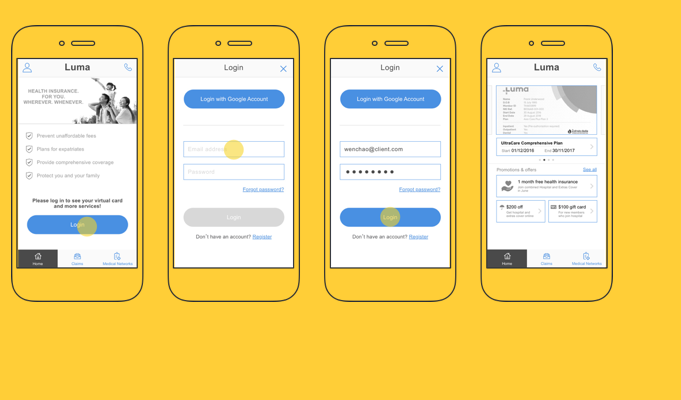 Luma
HEALTH INSURANCE.
FOR YOU.
WHEREVER. WHENEVER.
Prevent unaffordable fees
Plans for expatriates
Provide comprehensive coverage
Protect you and your family
Please log in to see your virtual card
and more services!
Login
Home
Claims
Medical Networks
Login
Login with Google Account
Email address
Password
Forgot password?
Login
Don't have an account? Register
Login
Login with Google Account
wenchao@client.com
Forgot password?
Login
Don't have an account? Register
Luma
Luma
UltraCare Comprehensive Plan
Start 01/12/2016 End 30/11/2017
Promotions & offers See all
1 month free health insurance
$200 off
$100 gift card
Home
Claims
Medical Networks